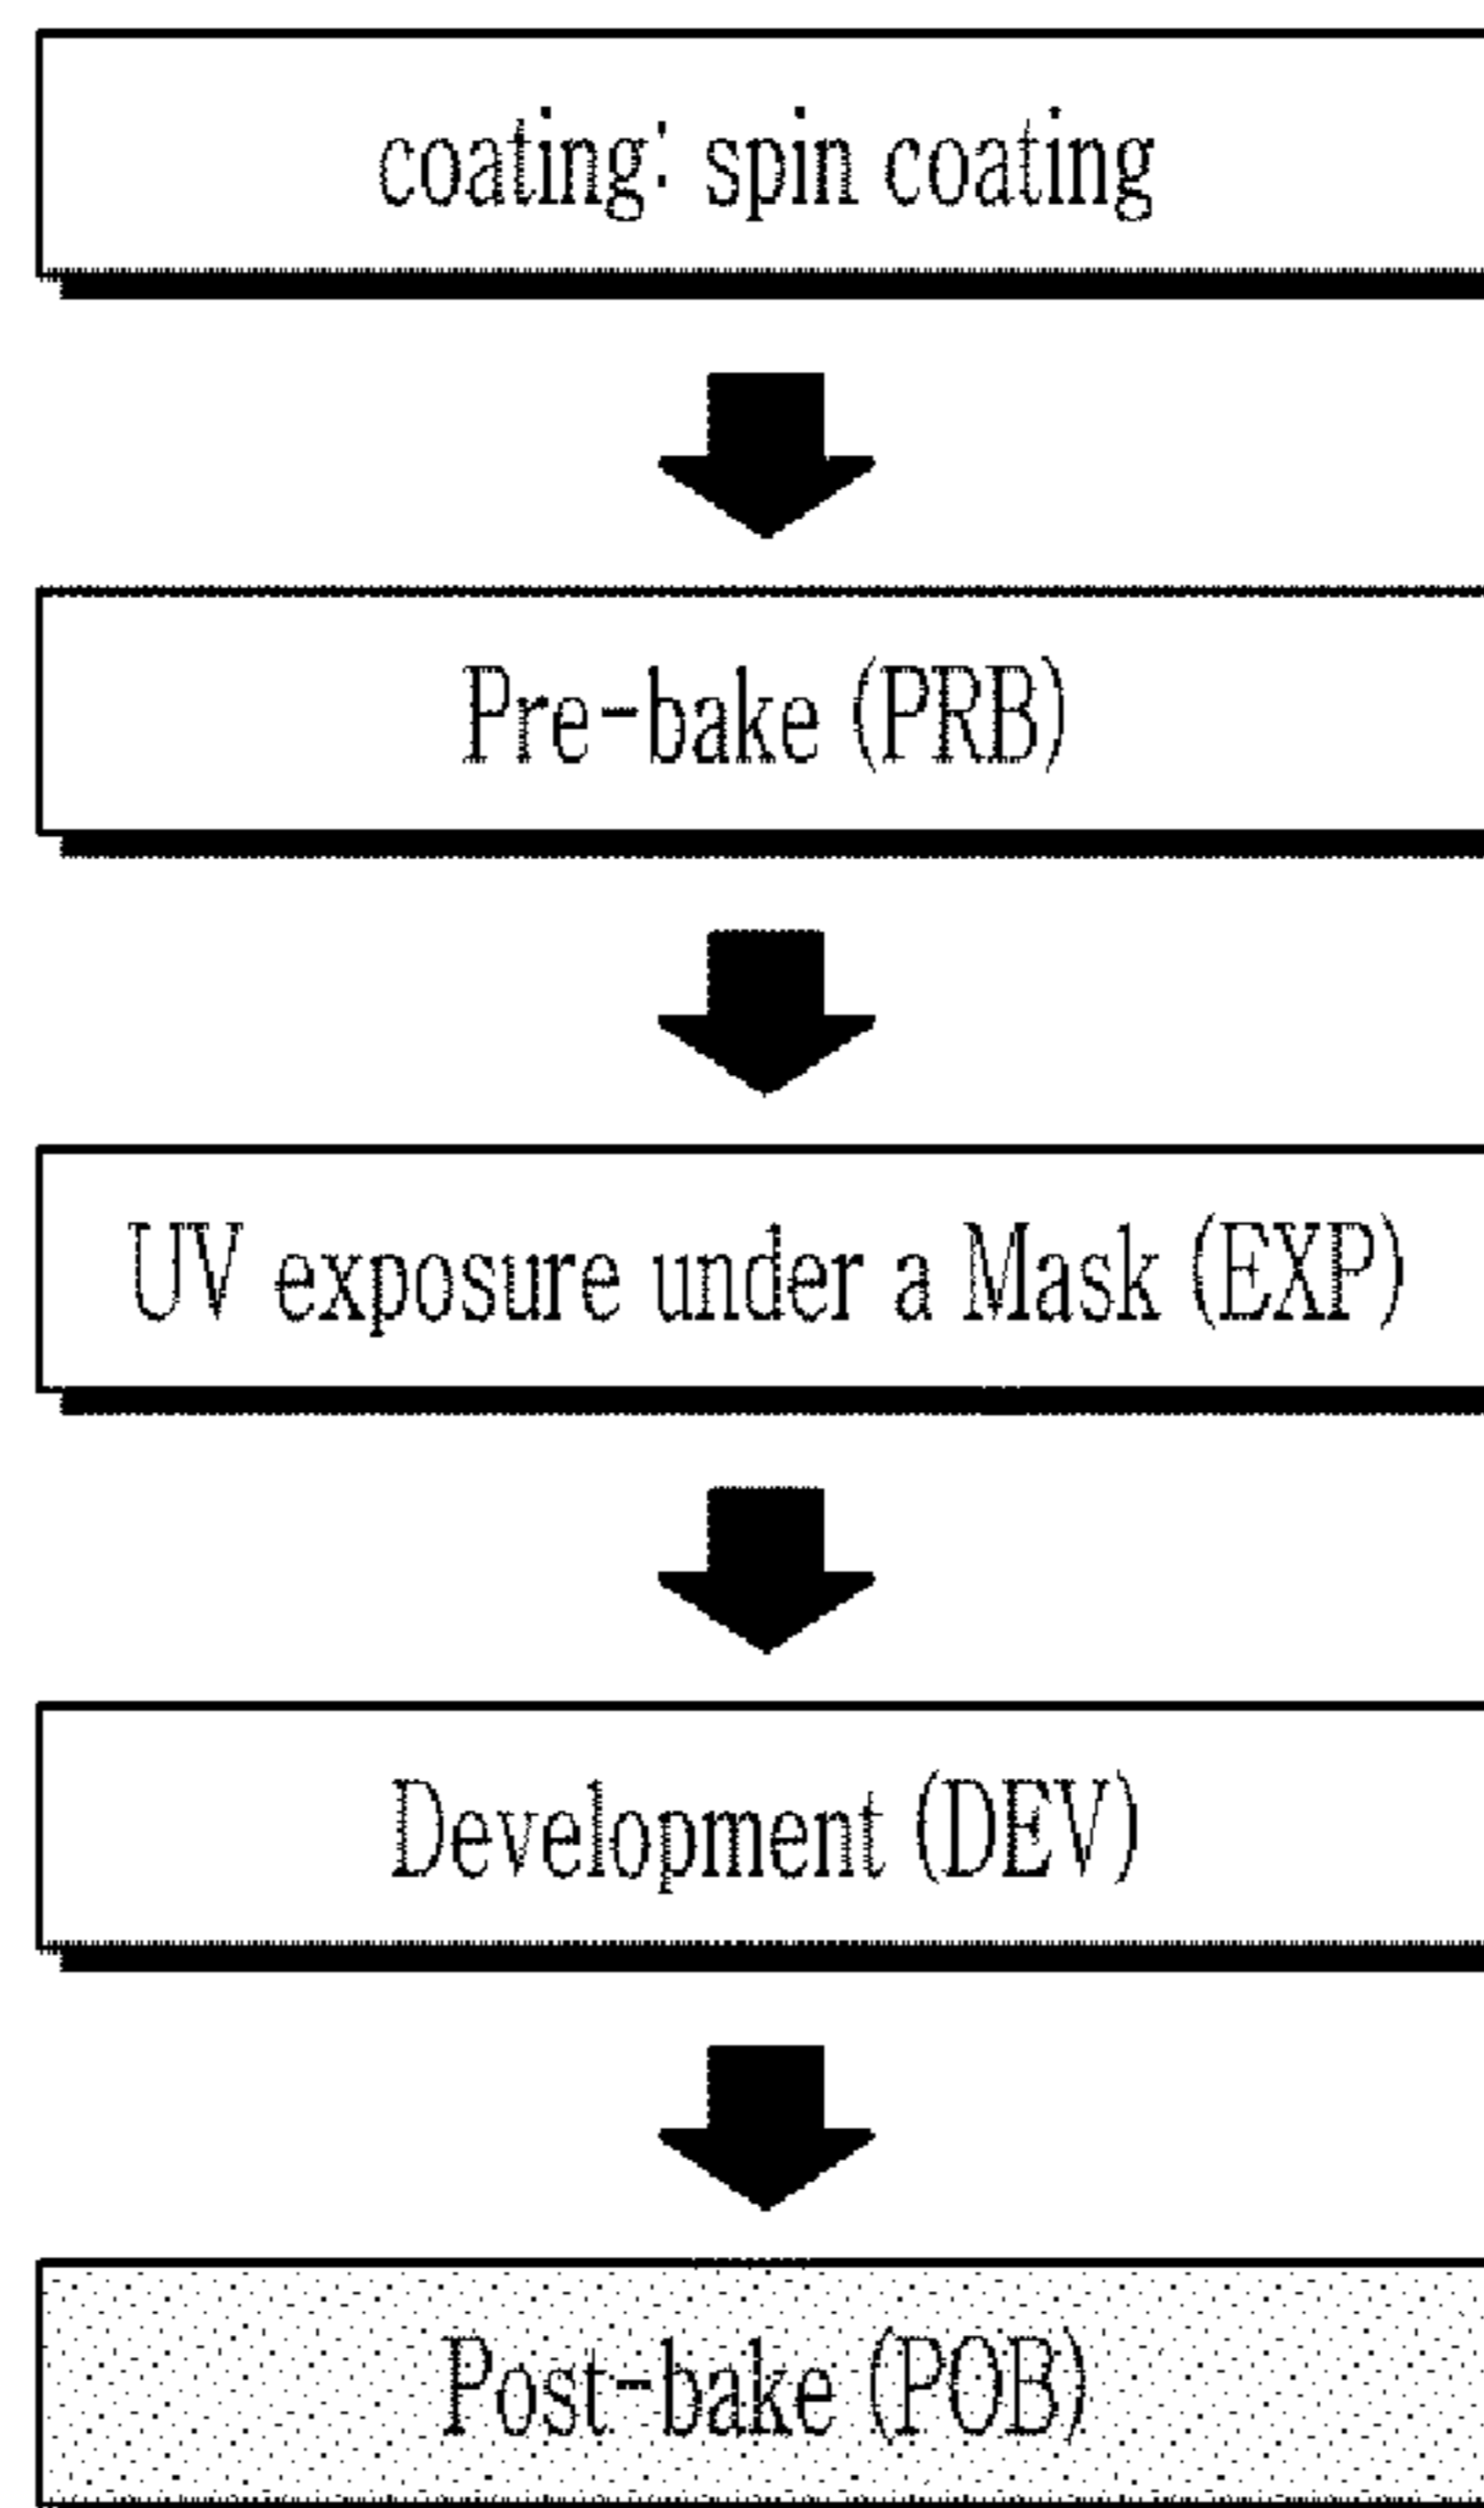 coating: spin coating
Pre-bake (PRB)
UV exposure under a Mask (EXP)
Development (DEV)
Post-bake (POB)